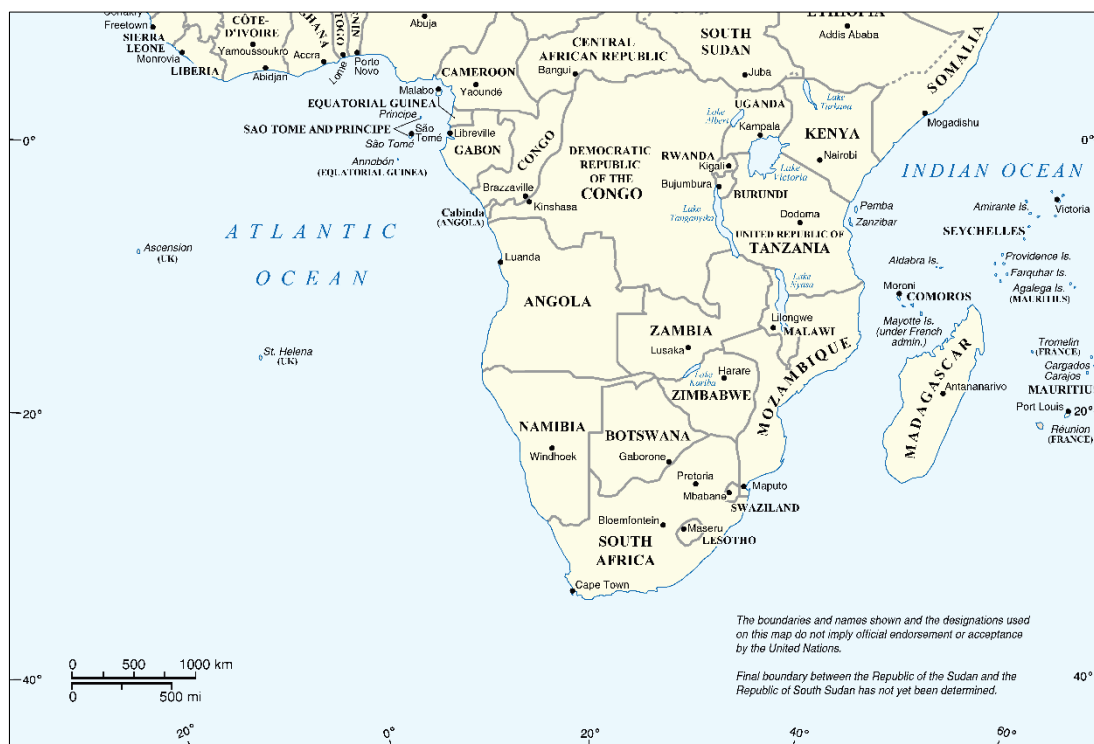 Conakry
Freetown
SIERRA
LEONE
Monrovia
LIBERIA
CÔTE-
D'IVOIRE
Yamoussoukro
Abidjan
GHANA
Accra
TOGO
Lomé
BENIN
Porto
Novo
Abuja
CAMEROON
Yaoundé
Malabo
EQUATORIAL GUINEA
Principe
SAO TOME AND PRINCIPE
São
Tomé
São Tomé
Annobón
(EQUATORIAL GUINEA)
Libreville
GABON
CONGO
Brazzaville
Kinshasa
Cabinda
(ANGOLA)
CENTRAL
AFRICAN REPUBLIC
Bangui
SOUTH
SUDAN
Juba
ETHIOPIA
Addis Ababa
SOMALIA
Mogadishu
Lake
Turkana
UGANDA
Lake
Albert
Kampala
KENYA
Nairobi
DEMOCRATIC
REPUBLIC
OF THE
CONGO
RWANDA
Kigali
Lake
Victoria
Bujumbura
BURUNDI
Lake
Tanganyika
Dodoma
UNITED REPUBLIC OF
TANZANIA
Pemba
Zanzibar
0°
0°
INDIAN OCEAN
Amirante Is.
Victoria
SEYCHELLES
Aldabra Is.
Providence Is.
Farquhar Is.
Agalega Is.
(MAURITILS)
Moroni
COMOROS
Mayotte Is.
(under French
admin.)
Tromelin
(FRANCE)
Cargados
Carajos
MAURITIUS
Port Louis
20°
Réunion
(FRANCE)
MADAGASCAR
Antananarivo
ATLANTIC
OCEAN
Ascension
(UK)
St. Helena
(UK)
Luanda
ANGOLA
ZAMBIA
Lusaka
Lake
Nyasa
Lilongwe
MALAWI
MOZAMBIQUE
Lake
Kariba
Harare
ZIMBABWE
20°
NAMIBIA
Windhoek
BOTSWANA
Gaborone
Pretoria
Mbabane
Maputo
SWAZILAND
Bloemfontein
Maseru
LESOTHO
SOUTH
AFRICA
Cape Town
The boundaries and names shown and the designations used
on this map do not imply official endorsement or acceptance
by the United Nations.
Final boundary between the Republic of the Sudan and the
Republic of South Sudan has not yet been determined.
0 500 1000 km
0 500 mi
40°
40°
20°
0°
20°
40°
60°